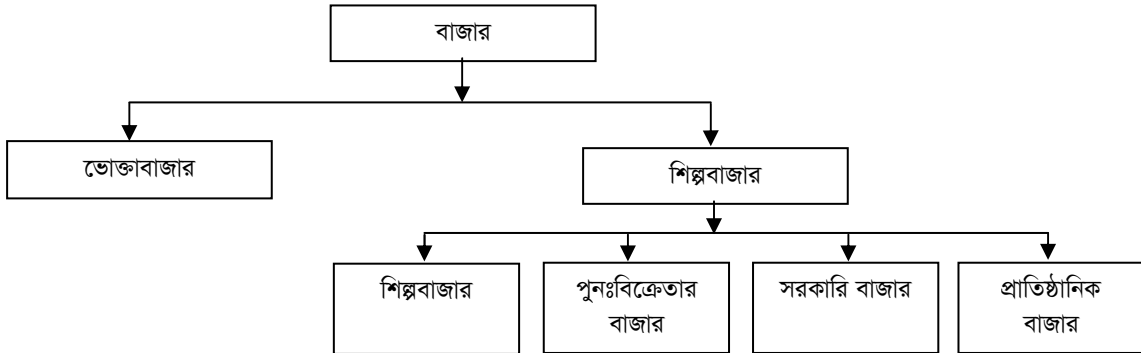 বাজার
ভোক্তাবাজার
শিল্পবাজার
শিল্পবাজার
পুনঃবিক্রেতার
বাজার
সরকারি বাজার
প্রাতিষ্ঠানিক
বাজার